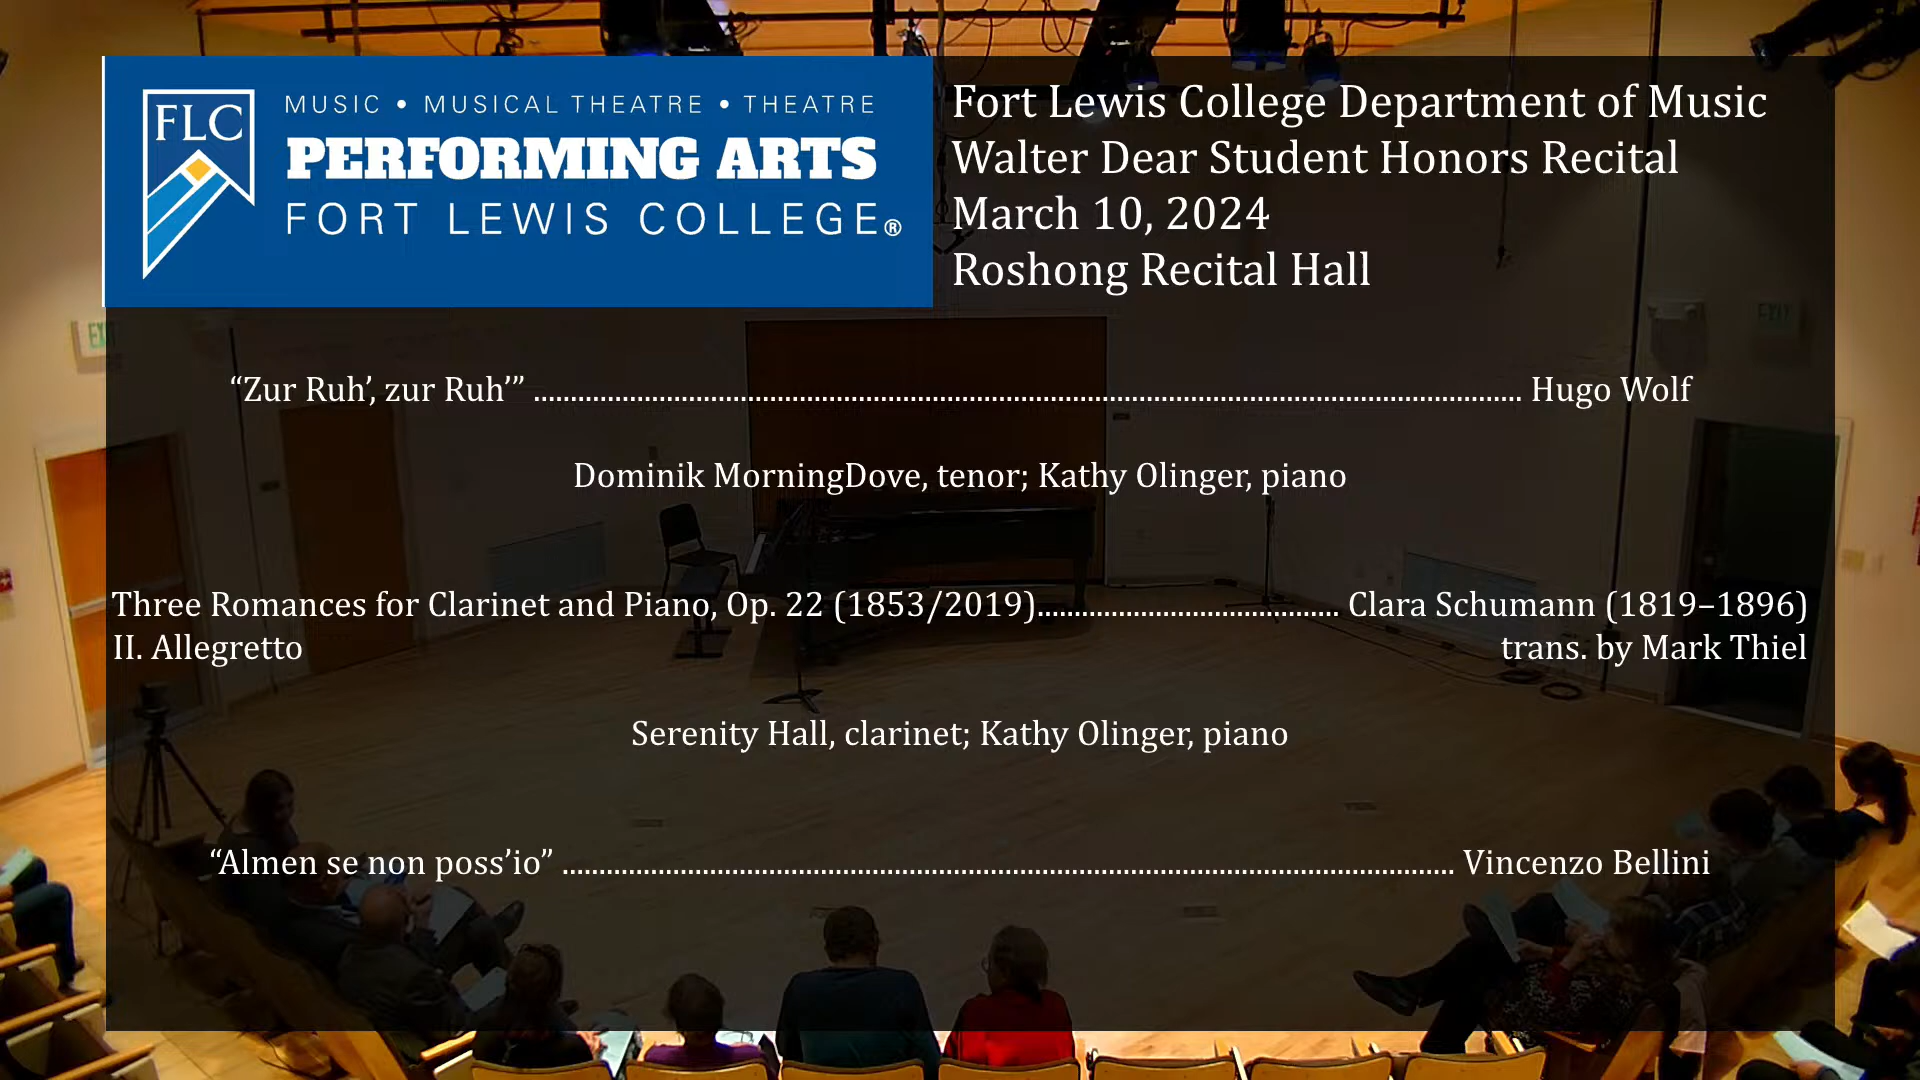 FLC
MUSIC • MUSICAL THEATRE • THEATRE
PERFORMING ARTS
FORT LEWIS COLLEGE®
Fort Lewis College Department of Music
Walter Dear Student Honors Recital
March 10, 2024
Roshong Recital Hall
EXIT
“Zur Ruh’, zur Ruh’” ........................................................................................................................................ Hugo Wolf
Dominik MorningDove, tenor; Kathy Olinger, piano
Three Romances for Clarinet and Piano, Op. 22 (1853/2019)......................................... Clara Schumann (1819–1896)
II. Allegretto trans. by Mark Thiel
Serenity Hall, clarinet; Kathy Olinger, piano
“Almen se non poss’io” .......................................................................................................................... Vincenzo Bellini